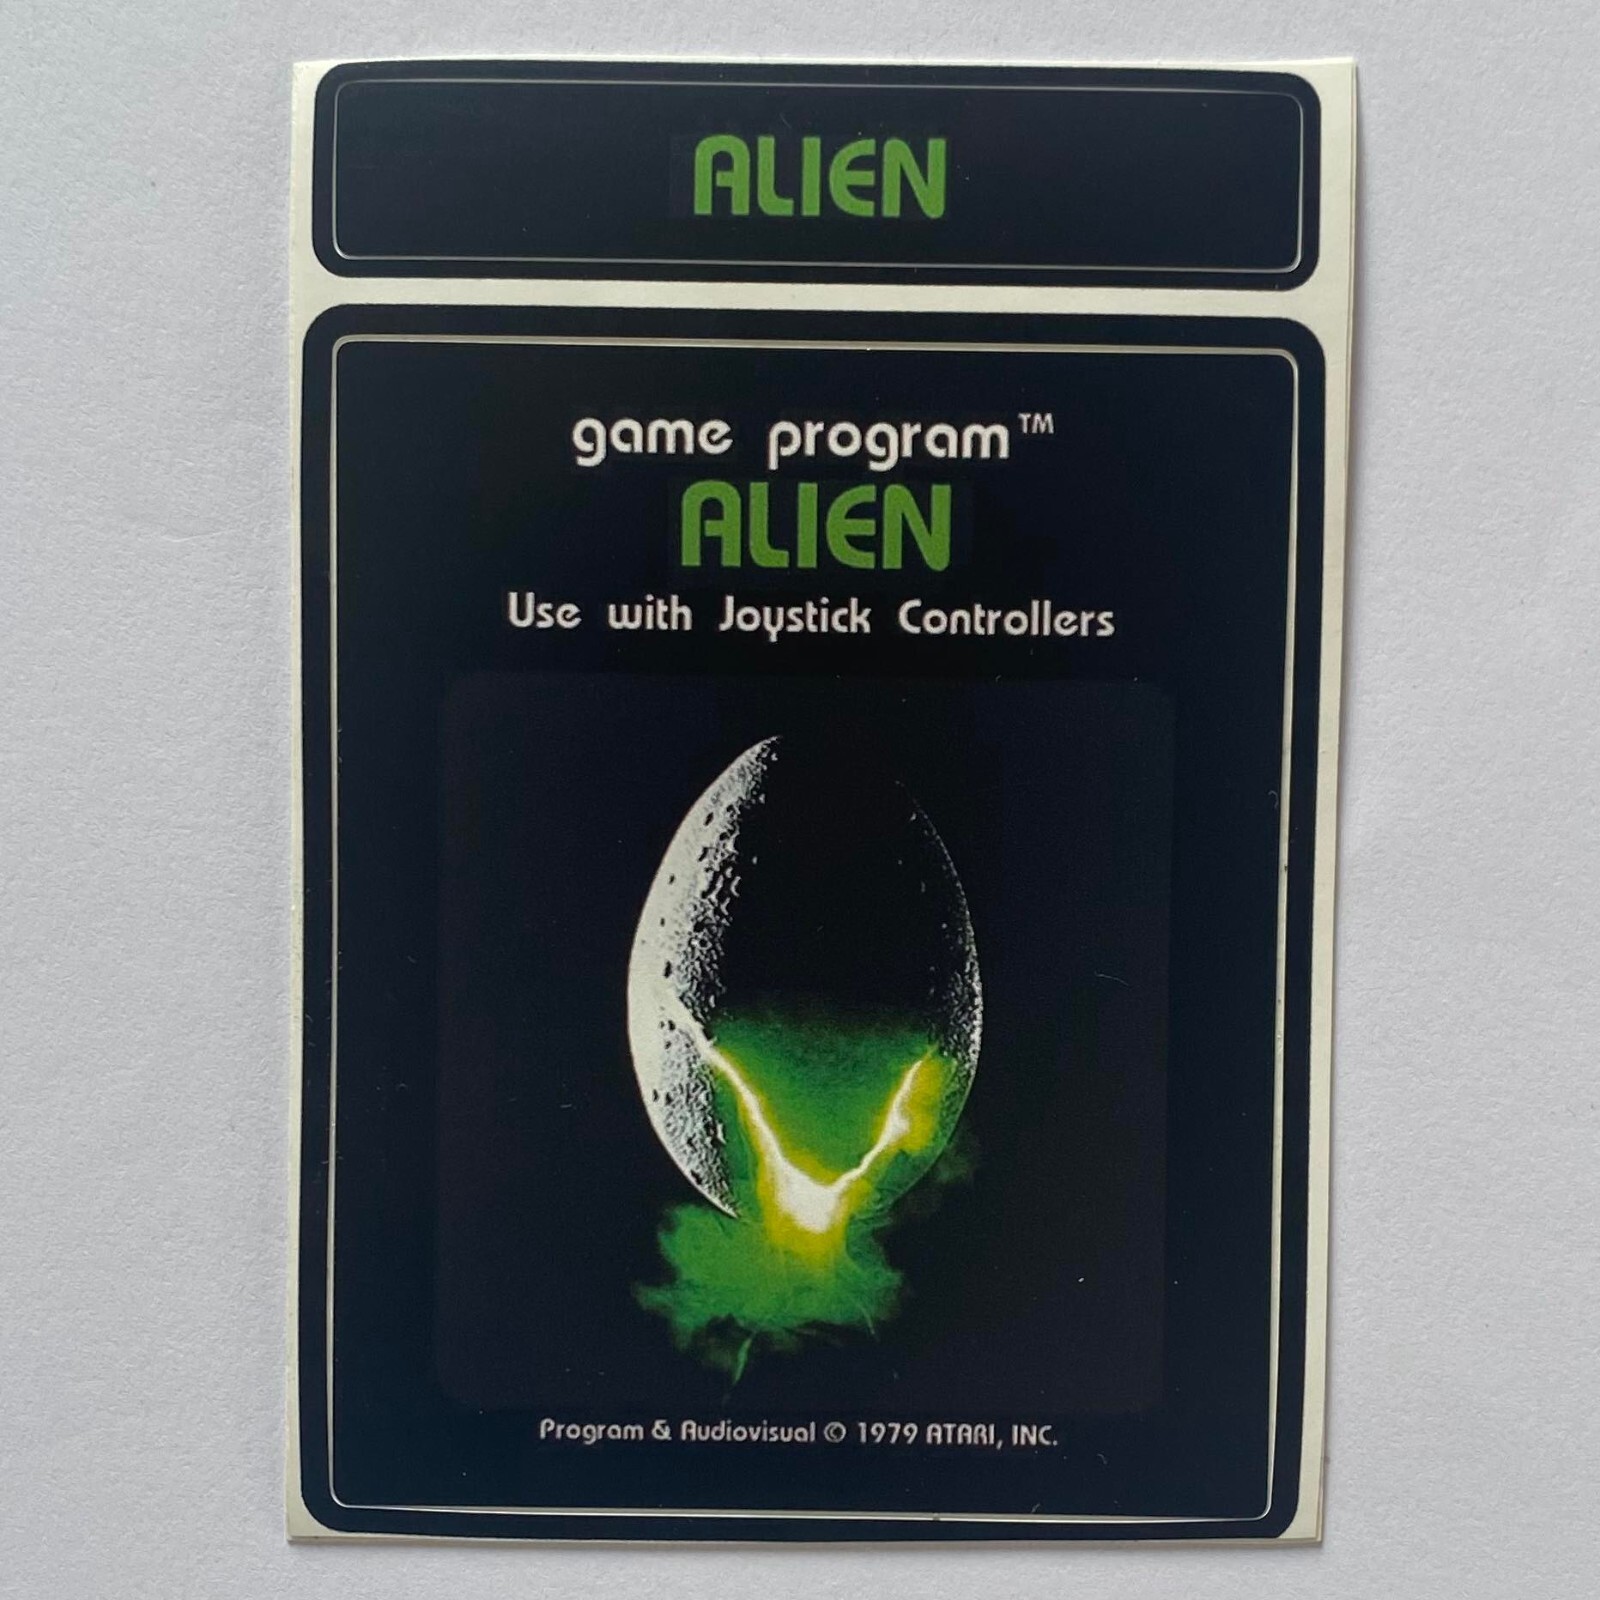 ALIEN
game program™
ALIEN
Use with Joystick Controllers
Program & Audiovisual © 1979 ATARI, INC.